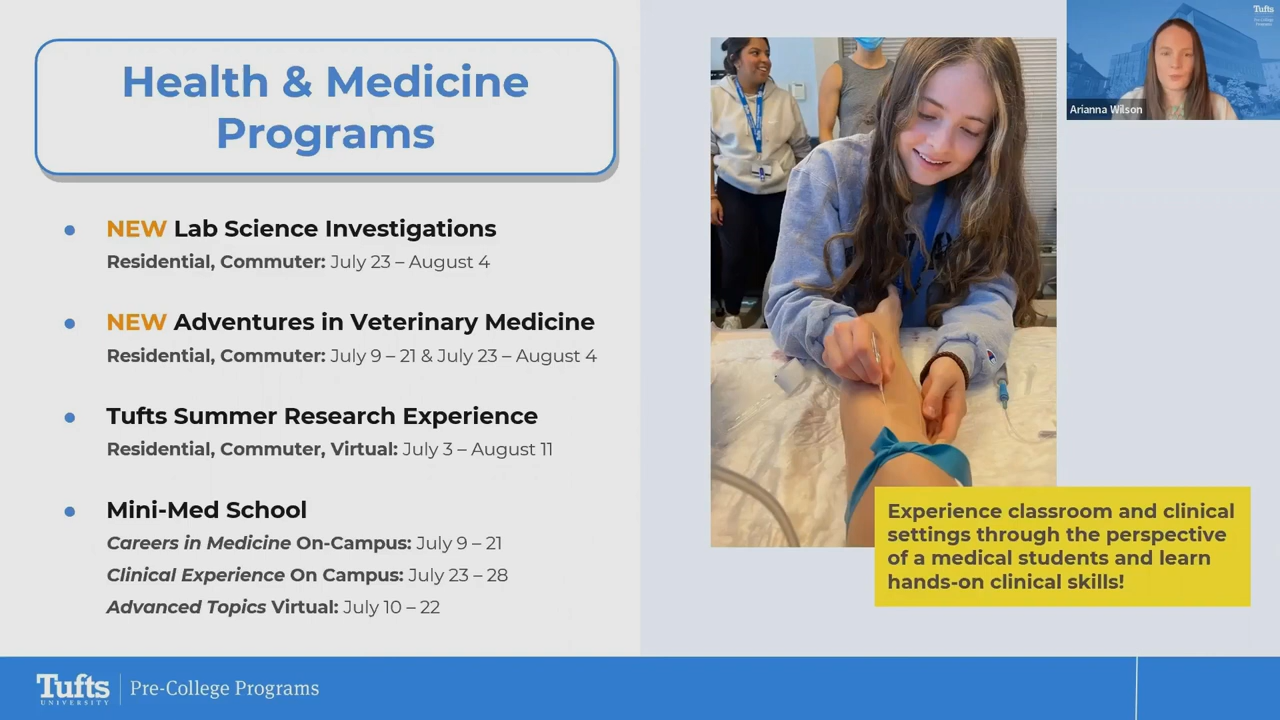 Health & Medicine
Programs
NEW Lab Science Investigations
Residential, Commuter: July 23 – August 4
NEW Adventures in Veterinary Medicine
Residential, Commuter: July 9 – 21 & July 23 – August 4
Tufts Summer Research Experience
Residential, Commuter, Virtual: July 3 – August 11
Mini-Med School
Careers in Medicine On-Campus: July 9 – 21
Clinical Experience On Campus: July 23 – 28
Advanced Topics Virtual: July 10 – 22
Tufts
Arianna Wilson
Tufts
Experience classroom and clinical
settings through the perspective
of a medical students and learn
hands-on clinical skills!
Tufts
UNIVERSITY
Pre-College Programs